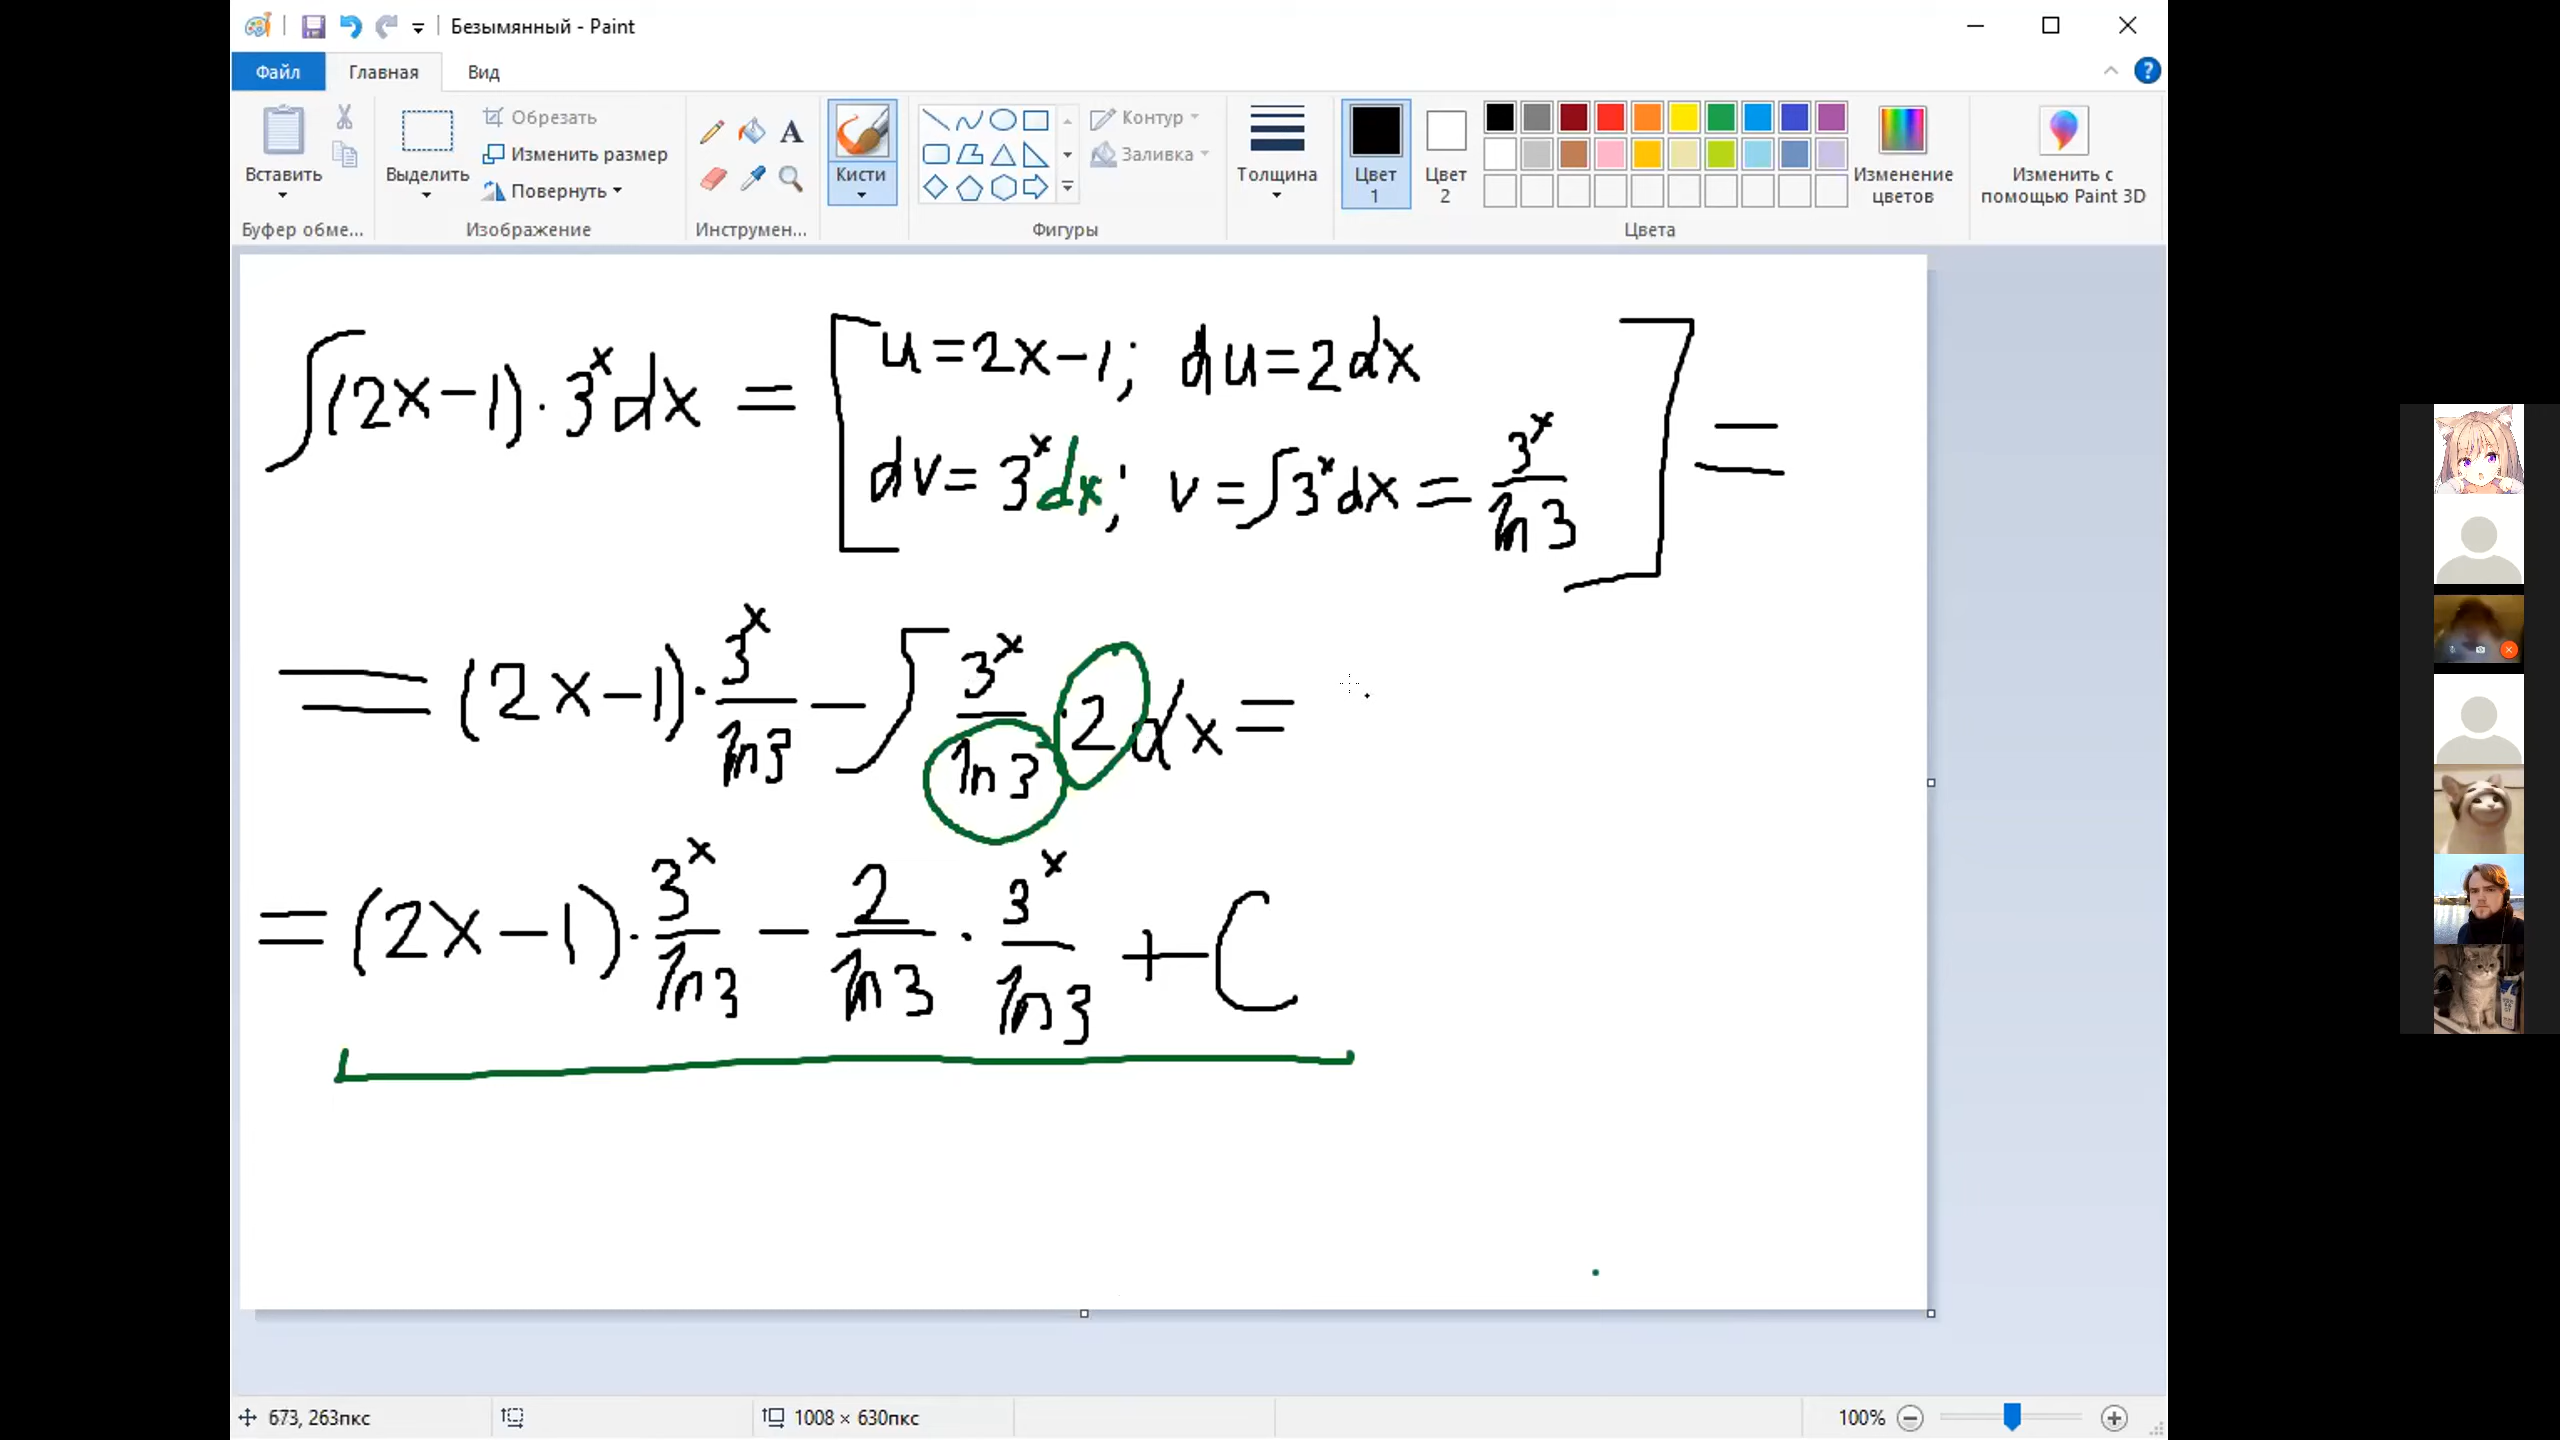 Безымянный - Paint
Файл Главная Вид
Вставить Выделить Обрезать Изменить размер Повернуть Кисти Контур Заливка Толщина Цвет 1 Цвет 2 Изменение цветов Изменить с помощью Paint 3D
Буфер обме... Изображение Инструмен... Фигуры Цвета
∫(2x-1)·3^x dx = [u=2x-1; du=2dx
dv=3^x dx; v=∫3^x dx=3^x/ln3] =
= (2x-1)·3^x/ln3 - ∫3^x/ln3·2dx =
= (2x-1)·3^x/ln3 - 2/ln3 · 3^x/ln3 + C
673, 263пкс 1008 × 630пкс 100%